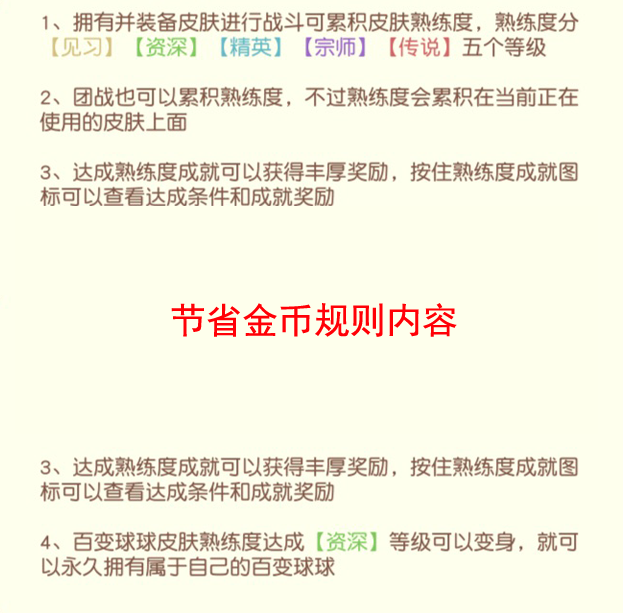 1、拥有并装备皮肤进行战斗可累积皮肤熟练度，熟练度分
【见习】【资深】【精英】【宗师】【传说】五个等级
2、团战也可以累积熟练度，不过熟练度会累积在当前正在
使用的皮肤上面
3、达成熟练度成就可以获得丰厚奖励，按住熟练度成就图
标可以查看达成条件和成就奖励
节省金币规则内容
3、达成熟练度成就可以获得丰厚奖励，按住熟练度成就图
标可以查看达成条件和成就奖励
4、百变球球皮肤熟练度达成【资深】等级可以变身，就可
以永久拥有属于自己的百变球球